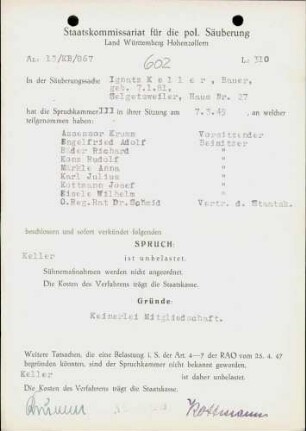 Staatskommissariat für die pol. Säuberung
Land Württemberg Hohenzollern
Az.: 13/KB/067
602
L: 310
In der Säuberungssache: Ignatz Keller, Bauer,
geb. 7.1.81.
Selgetsweiler, Haus Nr. 27
hat die Spruchkammer III in ihrer Sitzung am 7.3.49. an welcher
teilgenommen haben:
Assessor Krumm Vorsitzender
Engelfried Adolf Beisitzer
Rüder Richard "
Kons Rudolf "
Märkle Anna "
Karl Julius "
Kottmann Josef "
Eisele Wilhelm "
O.Reg.Rat Dr. Scheid Vertr. d. Staatsk.
beschlossen und sofort verkündet folgenden
SPRUCH:
Keller ist unbelastet.
Sühnemaßnahmen werden nicht angeordnet.
Die Kosten des Verfahrens trägt die Staatskasse.
Gründe:
Keinerlei Mitgliedschaft.
Weitere Tatsachen, die eine Belastung i. S. der Art. 4–7 der RAO vom 25. 4. 47
begründen könnten, sind der Spruchkammer nicht bekannt geworden.
Keller ist daher unbelastet.
Die Kosten des Verfahrens trägt die Staatskasse.
Kottmann